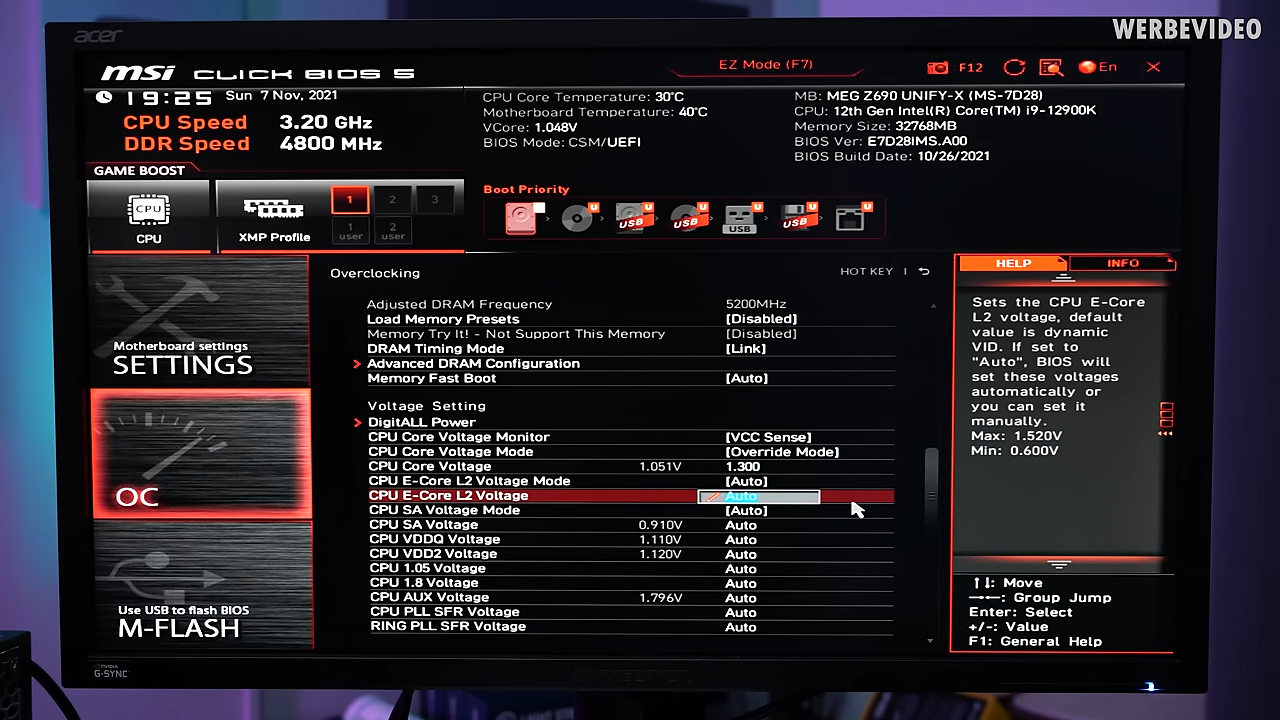 WERBEVIDEO
acer
msi CLICK BIOS 5
EZ Mode (F7)
F12
En
19:25 Sun 7 Nov, 2021
CPU Speed 3.20 GHz
DDR Speed 4800 MHz
CPU Core Temperature: 30°C
Motherboard Temperature: 40°C
VCore: 1.048V
BIOS Mode: CSM/UEFI
MB: MEG Z690 UNIFY-X (MS-7D28)
CPU: 12th Gen Intel(R) Core(TM) i9-12900K
Memory Size: 32768MB
BIOS Ver: E7D28IMS.A00
BIOS Build Date: 10/26/2021
GAME BOOST
CPU
CPU
XMP Profile
1 2 3
1 user 2 user
Boot Priority
U USB U USB U USB U USB U U
Motherboard settings
SETTINGS
OC
Use USB to flash BIOS
M-FLASH
Overclocking
HOT KEY |
Adjusted DRAM Frequency 5200MHz
Load Memory Presets [Disabled]
Memory Try It! - Not Support This Memory [Disabled]
DRAM Timing Mode [Link]
> Advanced DRAM Configuration
Memory Fast Boot [Auto]
Voltage Setting
> DigitALL Power
CPU Core Voltage Monitor [VCC Sense]
CPU Core Voltage Mode [Override Mode]
CPU Core Voltage 1.051V 1.300
CPU E-Core L2 Voltage Mode [Auto]
CPU E-Core L2 Voltage Auto
CPU SA Voltage Mode [Auto]
CPU SA Voltage 0.910V Auto
CPU VDDQ Voltage 1.110V Auto
CPU VDD2 Voltage 1.120V Auto
CPU 1.05 Voltage Auto
CPU 1.8 Voltage Auto
CPU AUX Voltage 1.796V Auto
CPU PLL SFR Voltage Auto
RING PLL SFR Voltage Auto
HELP INFO
Sets the CPU E-Core
L2 voltage, default
value is dynamic
VID. If set to
"Auto", BIOS will
set these voltages
automatically or
you can set it
manually.
Max: 1.520V
Min: 0.600V
↑↓: Move
→←: Group Jump
Enter: Select
+/-: Value
F1: General Help
NVIDIA
G-SYNC